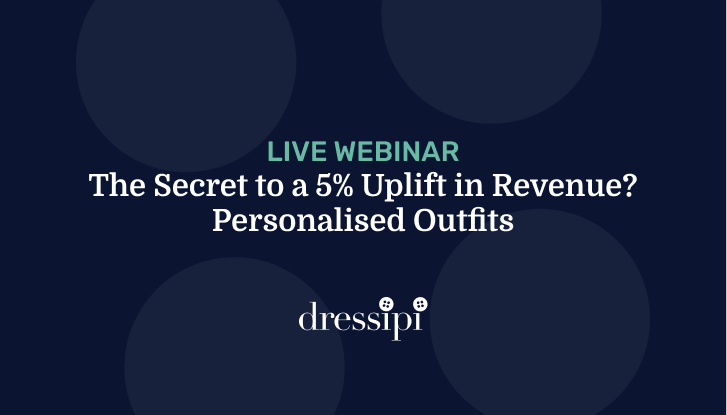 LIVE WEBINAR
The Secret to a 5% Uplift in Revenue?
Personalised Outfits
dressipi